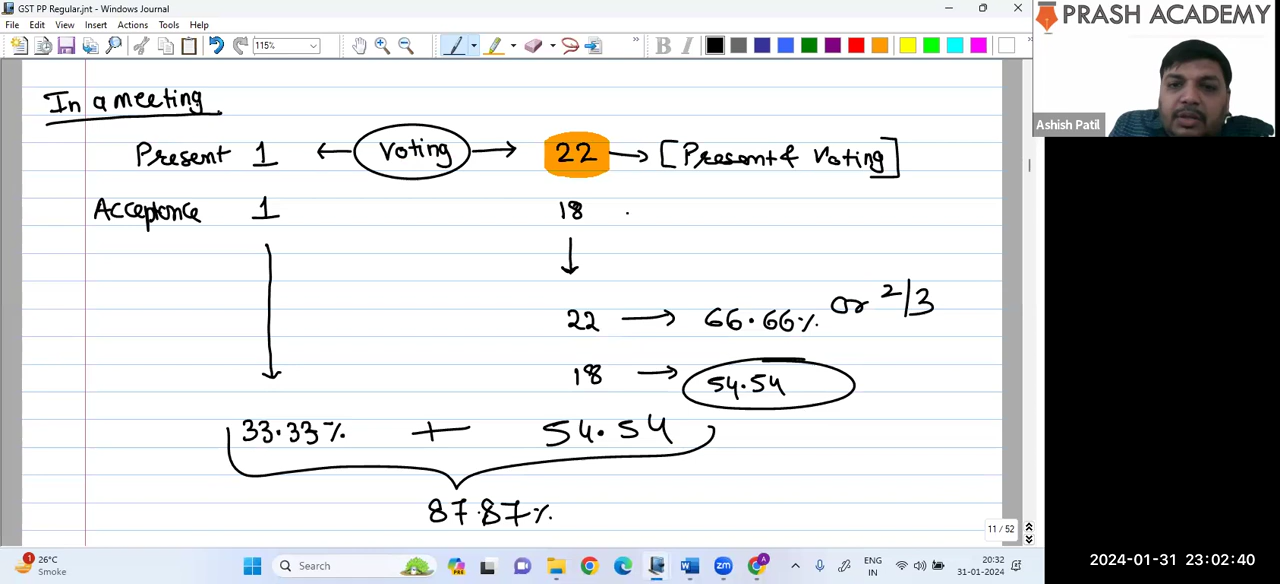 GST PP Regular.jnt - Windows Journal
PRASH ACADEMY
File Edit View Insert Actions Tools Help
115%
B I
Ashish Patil
In a meeting
Present 1 ← Voting → 22 → [Present & Voting]
Acceptance 1 18
↓
22 → 66.66% or 2/3
18 → 54.54
33.33% + 54.54
87.87%
11 / 52
26°C
Smoke
Search
ENG
IN
20:32
31-01-2024
2024-01-31 23:02:40